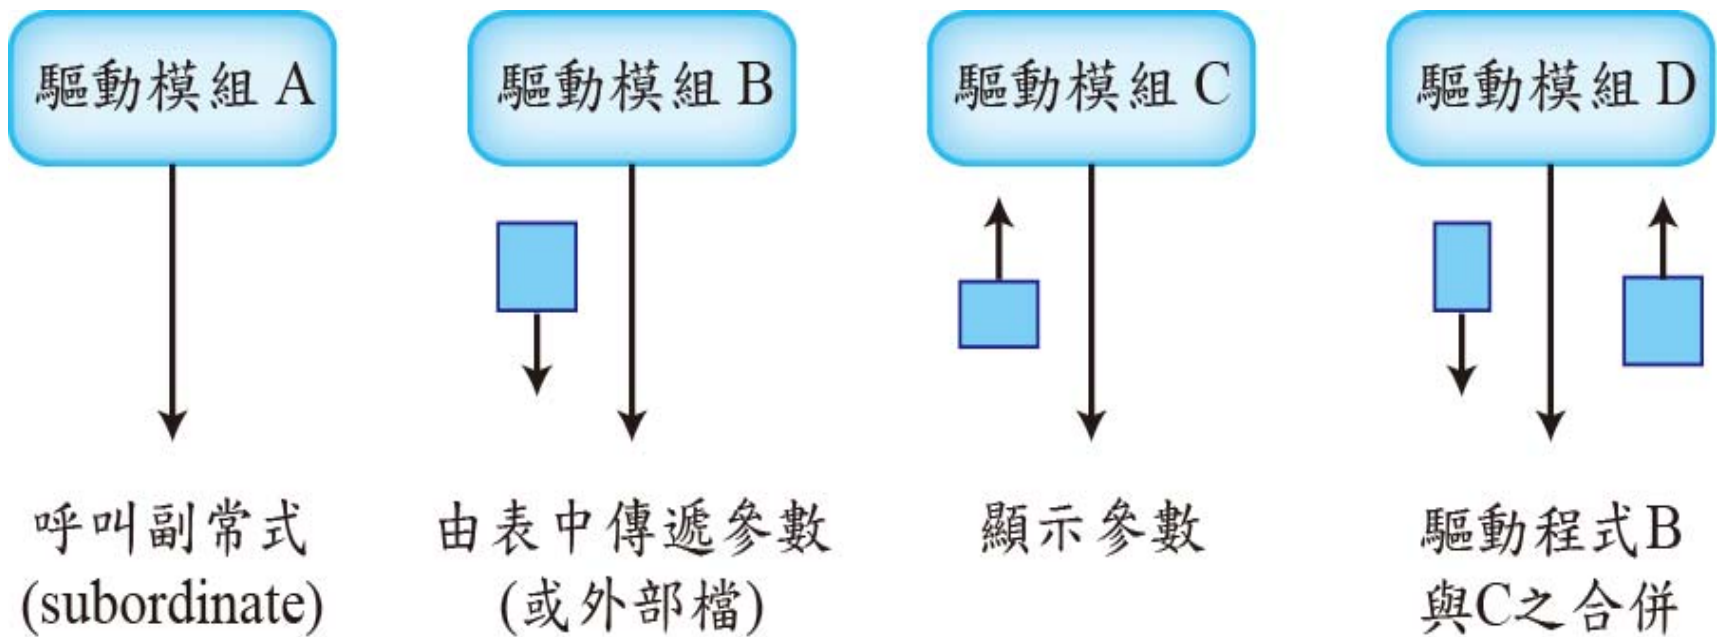 驅動模組 A
驅動模組 B
驅動模組 C
驅動模組 D
呼叫副常式
(subordinate)
由表中傳遞參數
(或外部檔)
顯示參數
驅動程式B
與C之合併